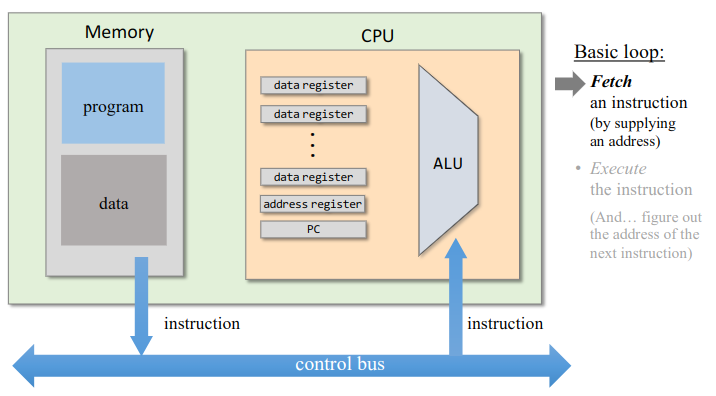 Memory
program
data
CPU
data register
data register
data register
address register
PC
ALU
Basic loop:
Fetch
an instruction
(by supplying
an address)
• Execute
the instruction
(And… figure out
the address of the
next instruction)
instruction
instruction
control bus